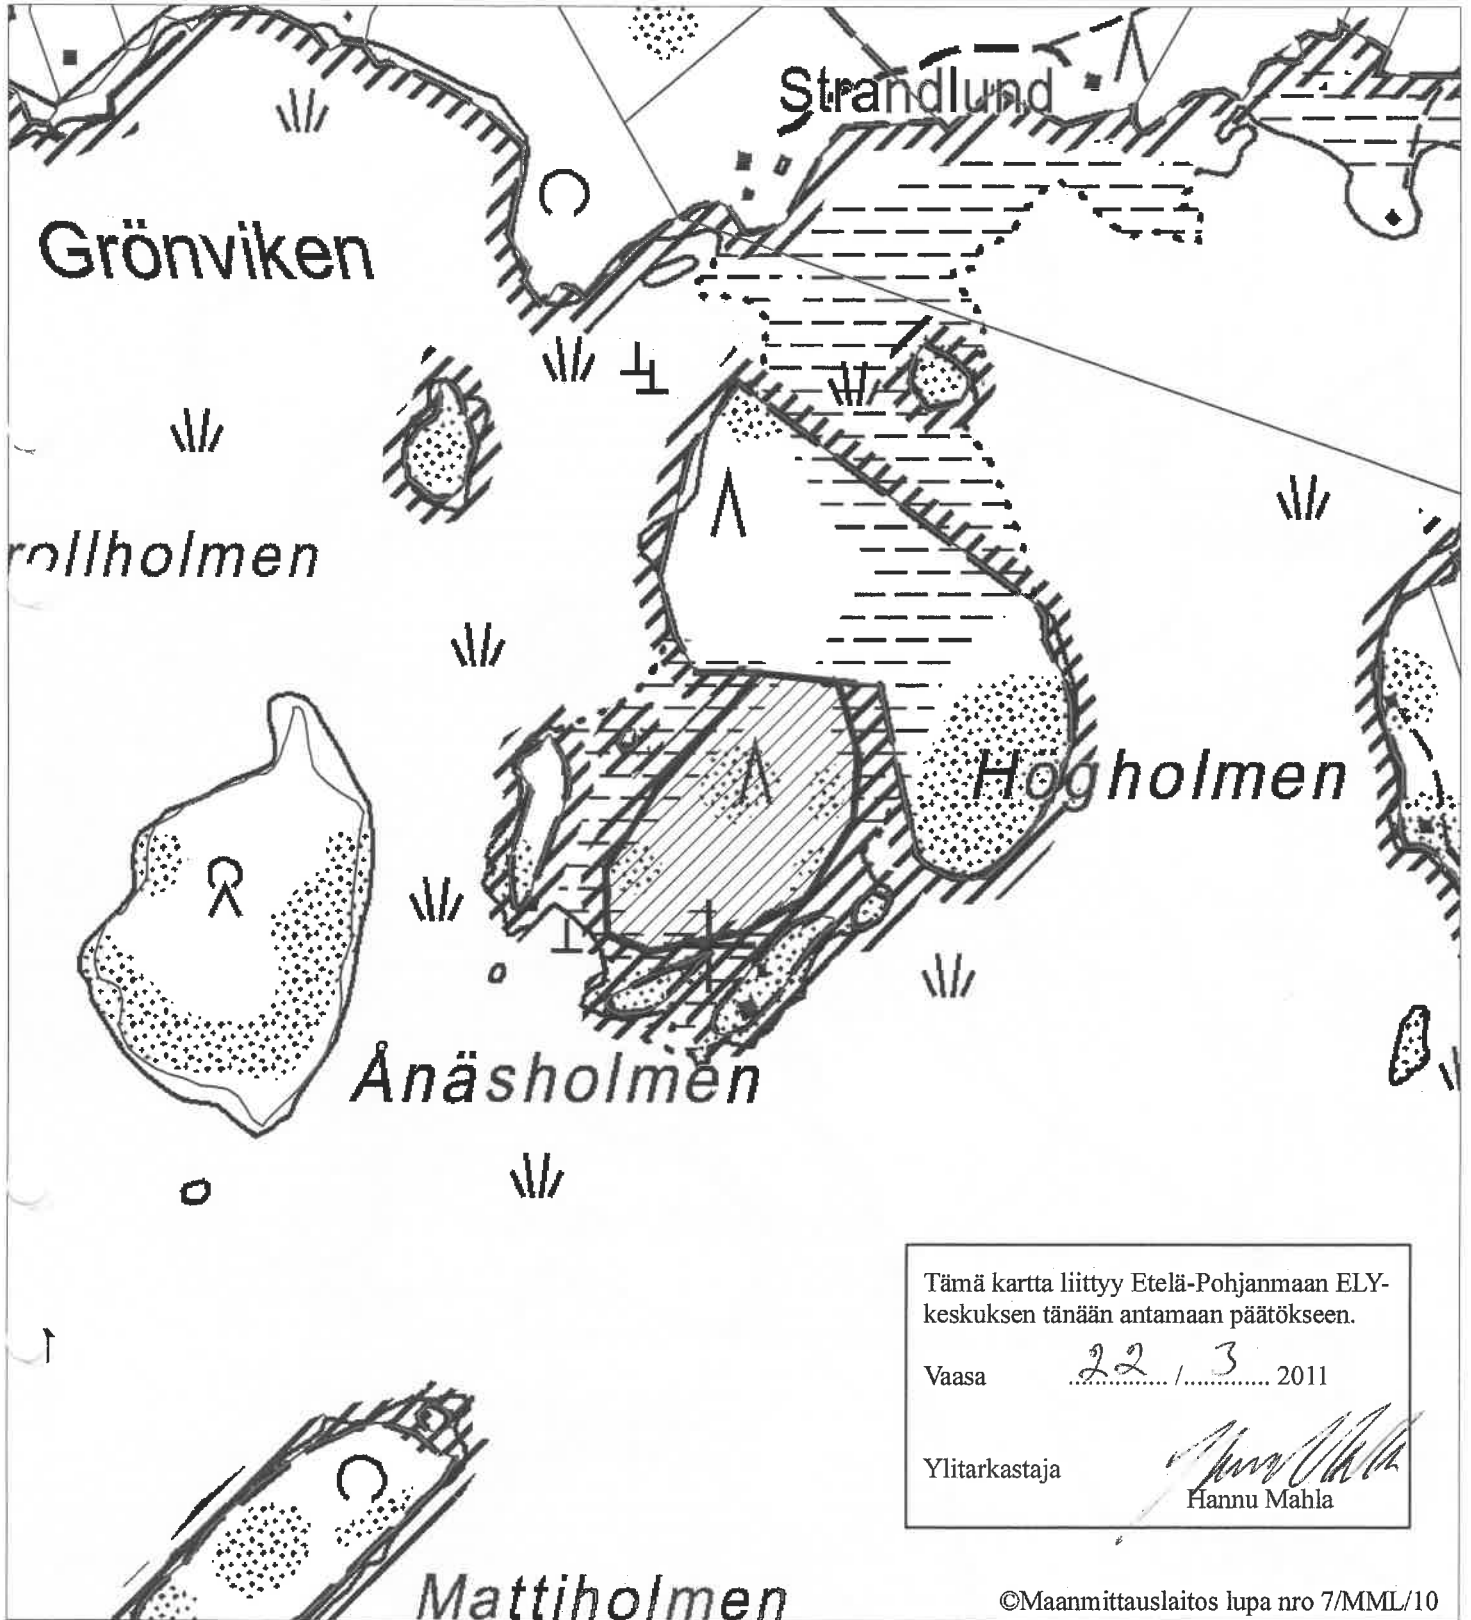 Strandlund
Grönviken
rollholmen
Högholmen
Ånäsholmen
Tämä kartta liittyy Etelä-Pohjanmaan ELY-
keskuksen tänään antamaan päätökseen.
Vaasa 22 / 3 2011
Ylitarkastaja
Hannu Mahla
Mattiholmen
©Maanmittauslaitos lupa nro 7/MML/10